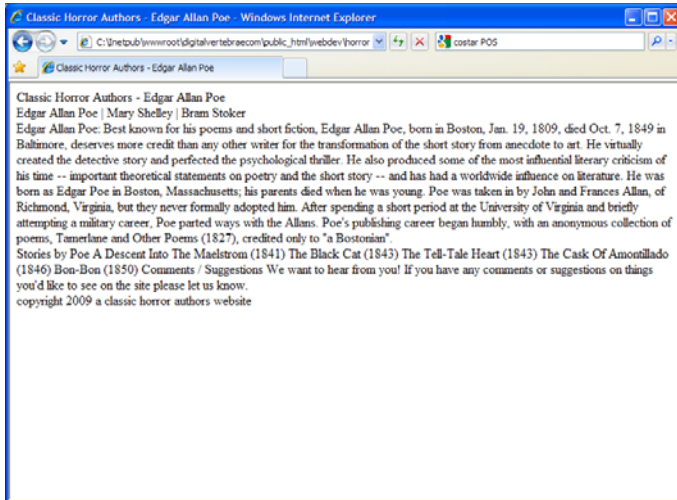 Classic Horror Authors - Edgar Allan Poe - Windows Internet Explorer
C:\Inetpub\wwwroot\digitalvertebraecom\public_html\webdev\horror
costar POS
Classic Horror Authors - Edgar Allan Poe
Classic Horror Authors - Edgar Allan Poe
Edgar Allan Poe | Mary Shelley | Bram Stoker
Edgar Allan Poe: Best known for his poems and short fiction, Edgar Allan Poe, born in Boston, Jan. 19, 1809, died Oct. 7, 1849 in
Baltimore, deserves more credit than any other writer for the transformation of the short story from anecdote to art. He virtually
created the detective story and perfected the psychological thriller. He also produced some of the most influential literary criticism of
his time -- important theoretical statements on poetry and the short story -- and has had a worldwide influence on literature. He was
born as Edgar Poe in Boston, Massachusetts; his parents died when he was young. Poe was taken in by John and Frances Allan, of
Richmond, Virginia, but they never formally adopted him. After spending a short period at the University of Virginia and briefly
attempting a military career, Poe parted ways with the Allans. Poe's publishing career began humbly, with an anonymous collection of
poems, Tamerlane and Other Poems (1827), credited only to "a Bostonian".
Stories by Poe A Descent Into The Maelstrom (1841) The Black Cat (1843) The Tell-Tale Heart (1843) The Cask Of Amontillado
(1846) Bon-Bon (1850) Comments / Suggestions We want to hear from you! If you have any comments or suggestions on things
you'd like to see on the site please let us know.
copyright 2009 a classic horror authors website